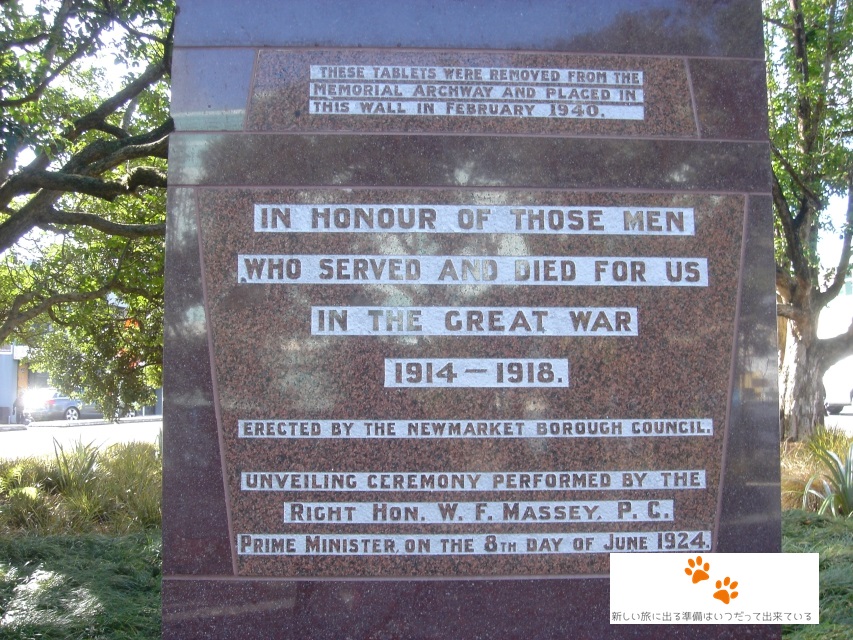 THESE TABLETS WERE REMOVED FROM THE
MEMORIAL ARCHWAY AND PLACED IN
THIS WALL IN FEBRUARY 1940.
IN HONOUR OF THOSE MEN
WHO SERVED AND DIED FOR US
IN THE GREAT WAR
1914 — 1918.
ERECTED BY THE NEWMARKET BOROUGH COUNCIL.
UNVEILING CEREMONY PERFORMED BY THE
RIGHT HON. W. F. MASSEY, P. C.
PRIME MINISTER, ON THE 8TH DAY OF JUNE 1924.
新しい旅に出る準備はいつだって出来ている